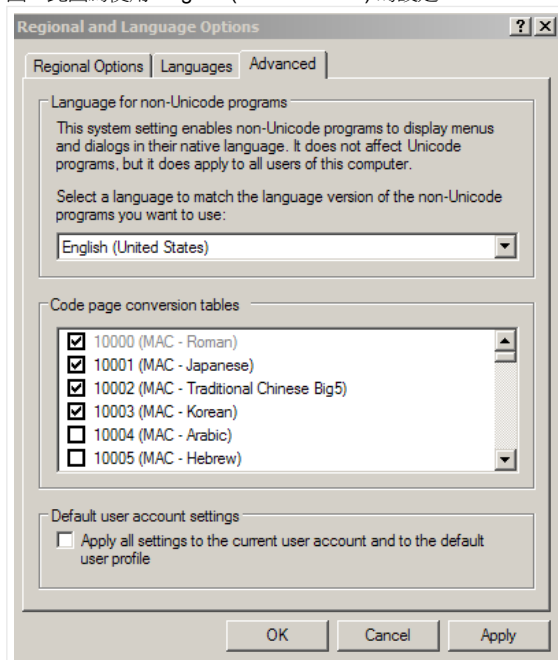 Regional and Language Options
Regional Options
Languages
Advanced
Language for non-Unicode programs
This system setting enables non-Unicode programs to display menus
and dialogs in their native language. It does not affect Unicode
programs, but it does apply to all users of this computer.
Select a language to match the language version of the non-Unicode
programs you want to use:
English (United States)
Code page conversion tables
10000 (MAC - Roman)
10001 (MAC - Japanese)
10002 (MAC - Traditional Chinese Big5)
10003 (MAC - Korean)
10004 (MAC - Arabic)
10005 (MAC - Hebrew)
Default user account settings
Apply all settings to the current user account and to the default
user profile
OK
Cancel
Apply